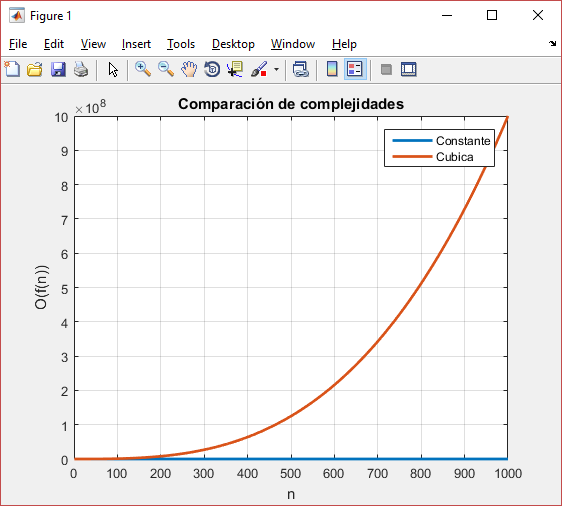 Figure 1
File Edit View Insert Tools Desktop Window Help
×10^8
Comparación de complejidades
Constante
Cubica
10
9
8
7
6
5
4
3
2
1
0
O(f(n))
0 100 200 300 400 500 600 700 800 900 1000
n